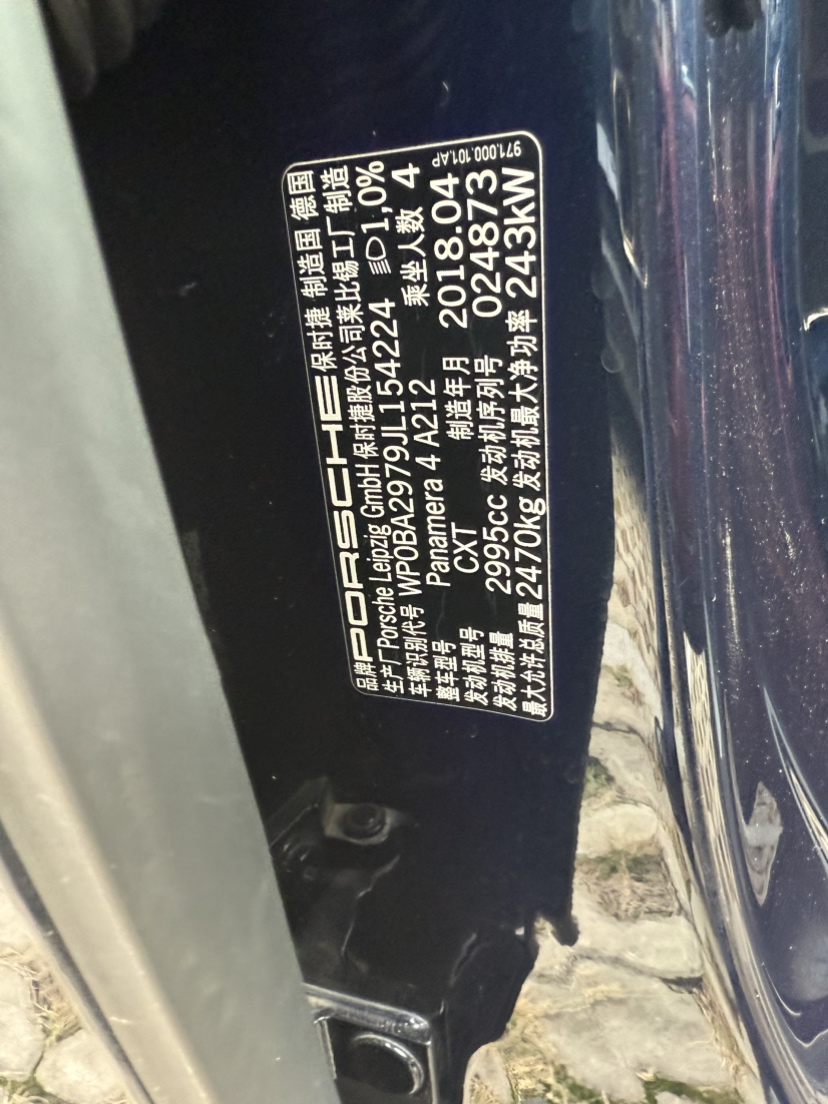 971.000.101.AP
品牌 PORSCHE 保时捷 制造国 德国
生产厂 Porsche Leipzig GmbH 保时捷股份公司莱比锡工厂 制造
车辆识别代号 WP0BA2979JL154224 1,0%
整车型号 Panamera 4 A212 乘坐人数 4
发动机型号 CXT 制造年月 2018.04
发动机排量 2995cc 发动机序列号 024873
最大允许总质量 2470kg 发动机最大净功率 243kW